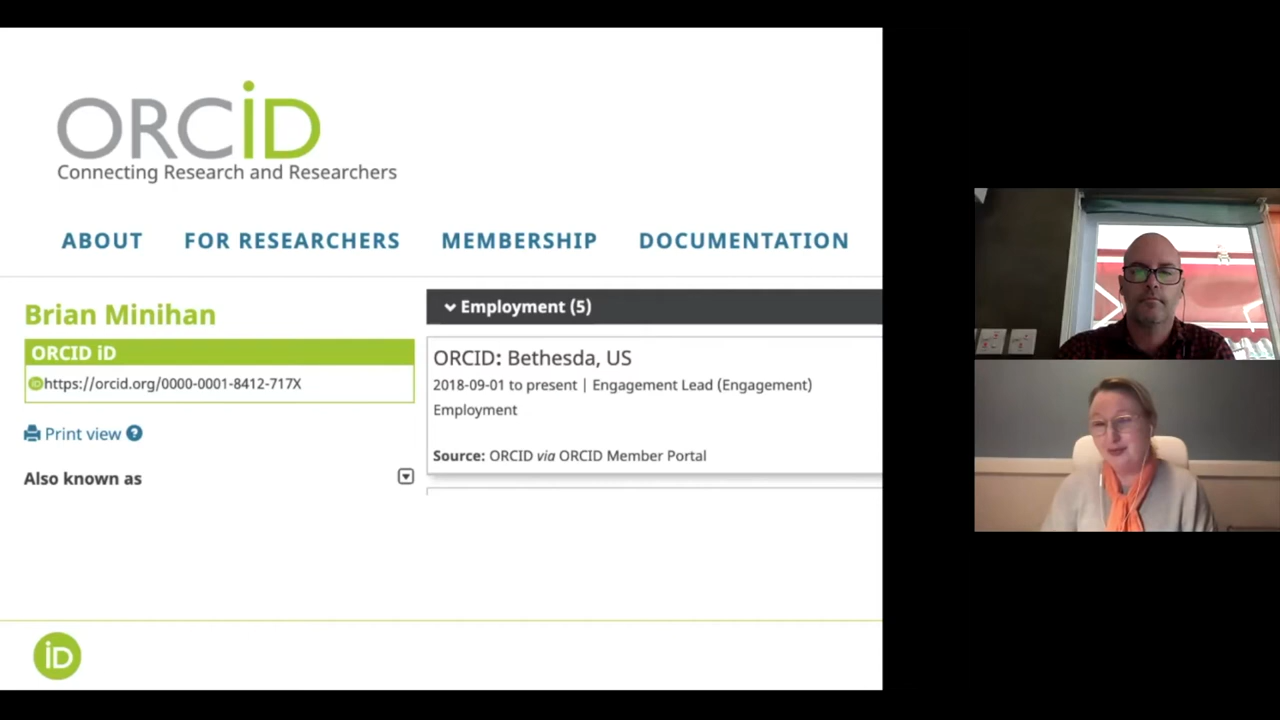 ORCiD
Connecting Research and Researchers
ABOUT FOR RESEARCHERS MEMBERSHIP DOCUMENTATION
Brian Minihan
ORCID iD
iD https://orcid.org/0000-0001-8412-717X
Print view ?
Also known as
Employment (5)
ORCID: Bethesda, US
2018-09-01 to present | Engagement Lead (Engagement)
Employment
Source: ORCID via ORCID Member Portal
iD